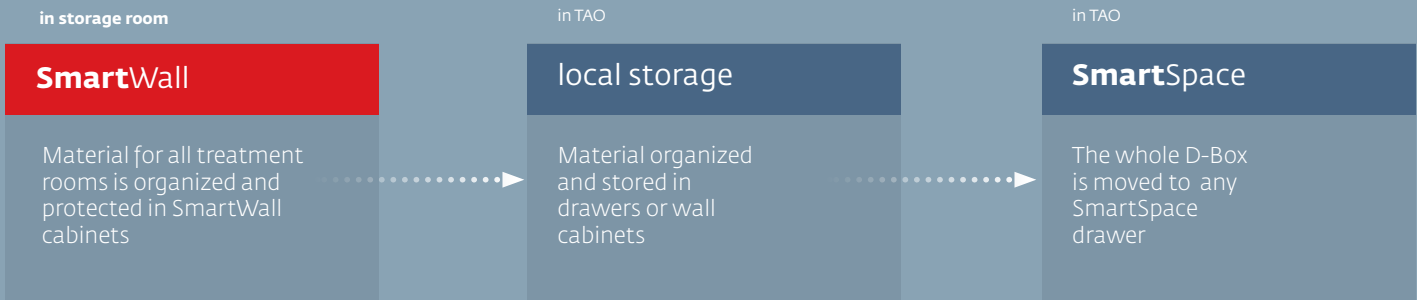 in storage room
SmartWall
Material for all treatment
rooms is organized and
protected in SmartWall
cabinets
in TAO
local storage
Material organized
and stored in
drawers or wall
cabinets
in TAO
SmartSpace
The whole D-Box
is moved to any
SmartSpace
drawer